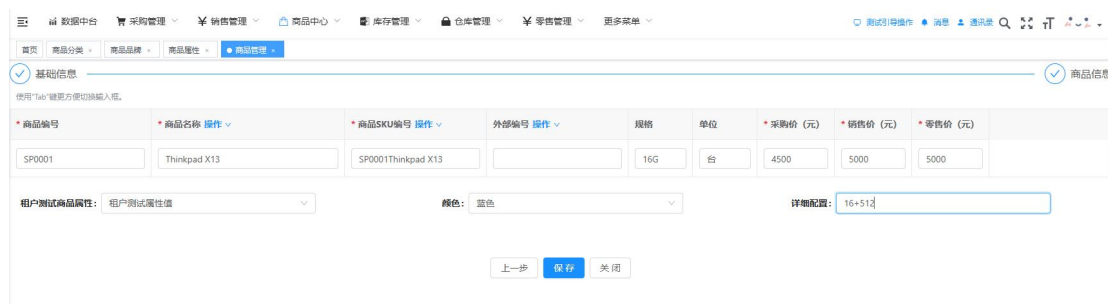 数据中台 采购管理 销售管理 商品中心 库存管理 仓库管理 零售管理 更多菜单 测试引导操作 消息 通讯录
首页 商品分类 × 商品品牌 × 商品属性 × 商品管理 ×
基础信息 商品信息
使用"Tab"键更方便切换输入框。
* 商品编号 * 商品名称 操作 * 商品SKU编号 操作 外部编号 操作 规格 单位 * 采购价（元） * 销售价（元） * 零售价（元）
SP0001 Thinkpad X13 SP0001Thinkpad X13 16G 台 4500 5000 5000
租户测试商品属性： 租户测试属性值 颜色： 蓝色 详细配置： 16+512
上一步 保存 关闭